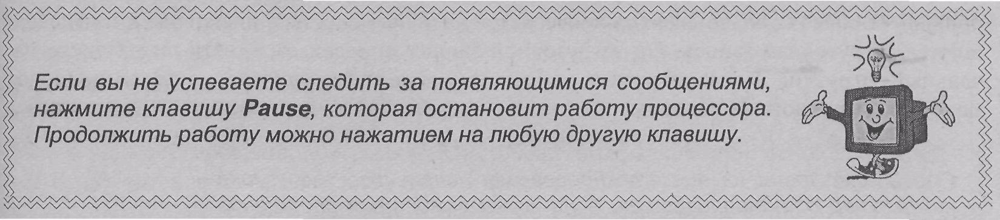 Если вы не успеваете следить за появляющимися сообщениями,
нажмите клавишу Pause, которая остановит работу процессора.
Продолжить работу можно нажатием на любую другую клавишу.